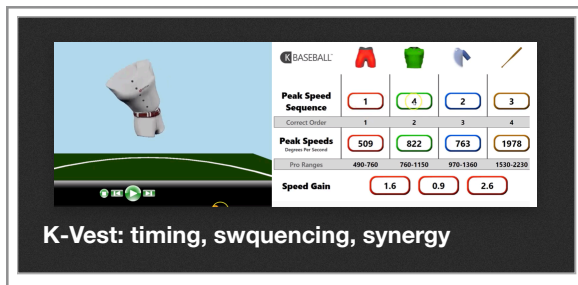 K BASEBALL
Peak Speed
Sequence
1 4 2 3
Correct Order 1 2 3 4
Peak Speeds
Degrees Per Second
509 822 763 1978
Pro Ranges 490-760 760-1150 970-1360 1530-2230
Speed Gain 1.6 0.9 2.6
K-Vest: timing, swquencing, synergy